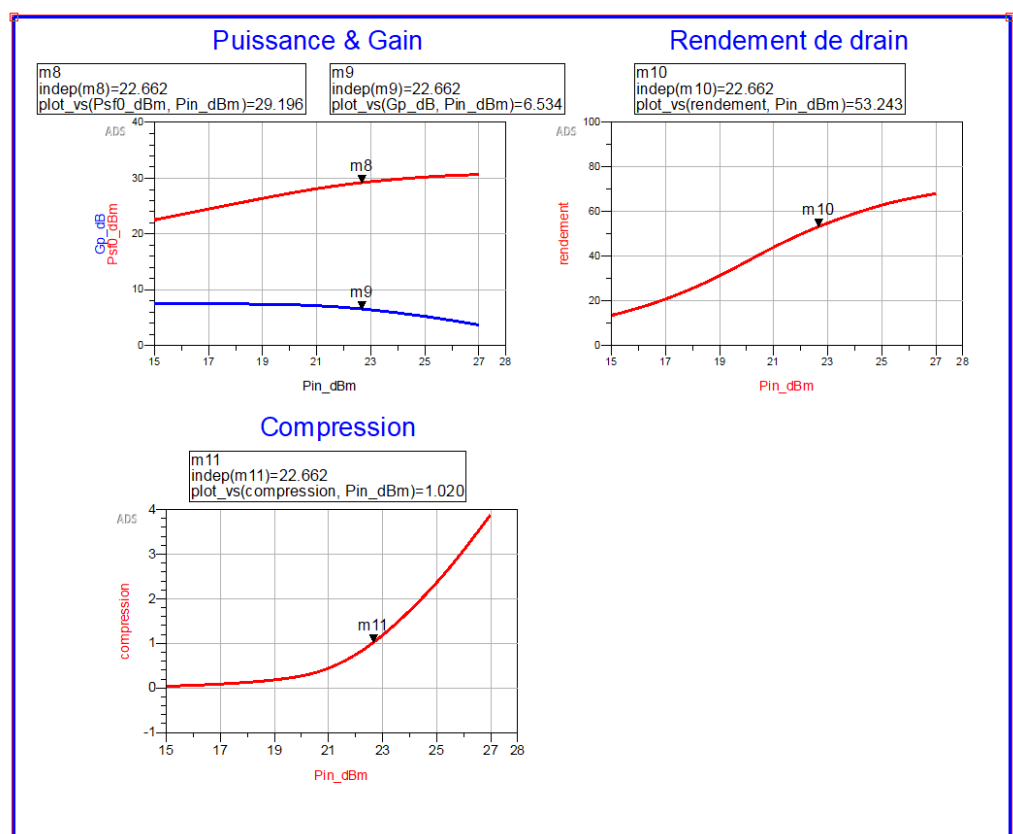 Puissance & Gain
m8
indep(m8)=22.662
plot_vs(Psf0_dBm, Pin_dBm)=29.196
m9
indep(m9)=22.662
plot_vs(Gp_dB, Pin_dBm)=6.534
ADS
40
30
20
10
0
Gp_dB
Psf0_dBm
m8
m9
15 17 19 21 23 25 27 28
Pin_dBm
Rendement de drain
m10
indep(m10)=22.662
plot_vs(rendement, Pin_dBm)=53.243
ADS
100
80
60
40
20
0
rendement
m10
15 17 19 21 23 25 27 28
Pin_dBm
Compression
m11
indep(m11)=22.662
plot_vs(compression, Pin_dBm)=1.020
ADS
4
3
2
1
0
-1
compression
m11
15 17 19 21 23 25 27 28
Pin_dBm